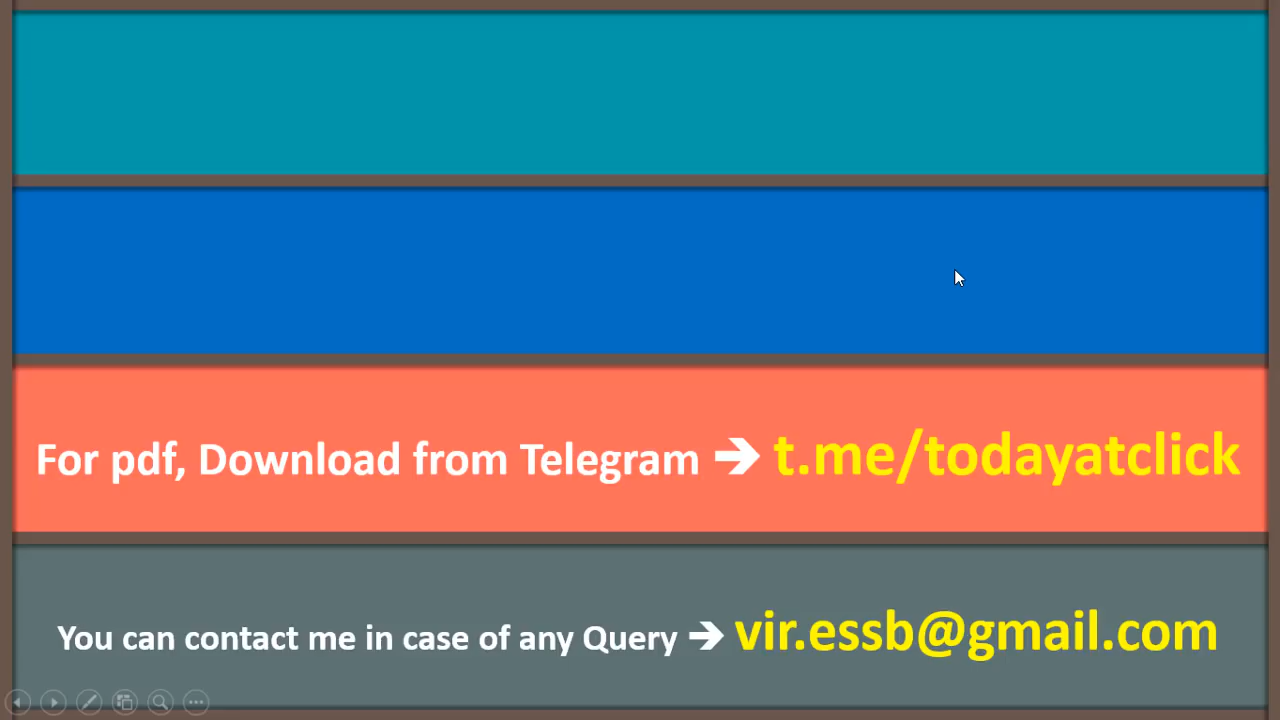 For pdf, Download from Telegram ➔ t.me/todayatclick
You can contact me in case of any Query ➔ vir.essb@gmail.com